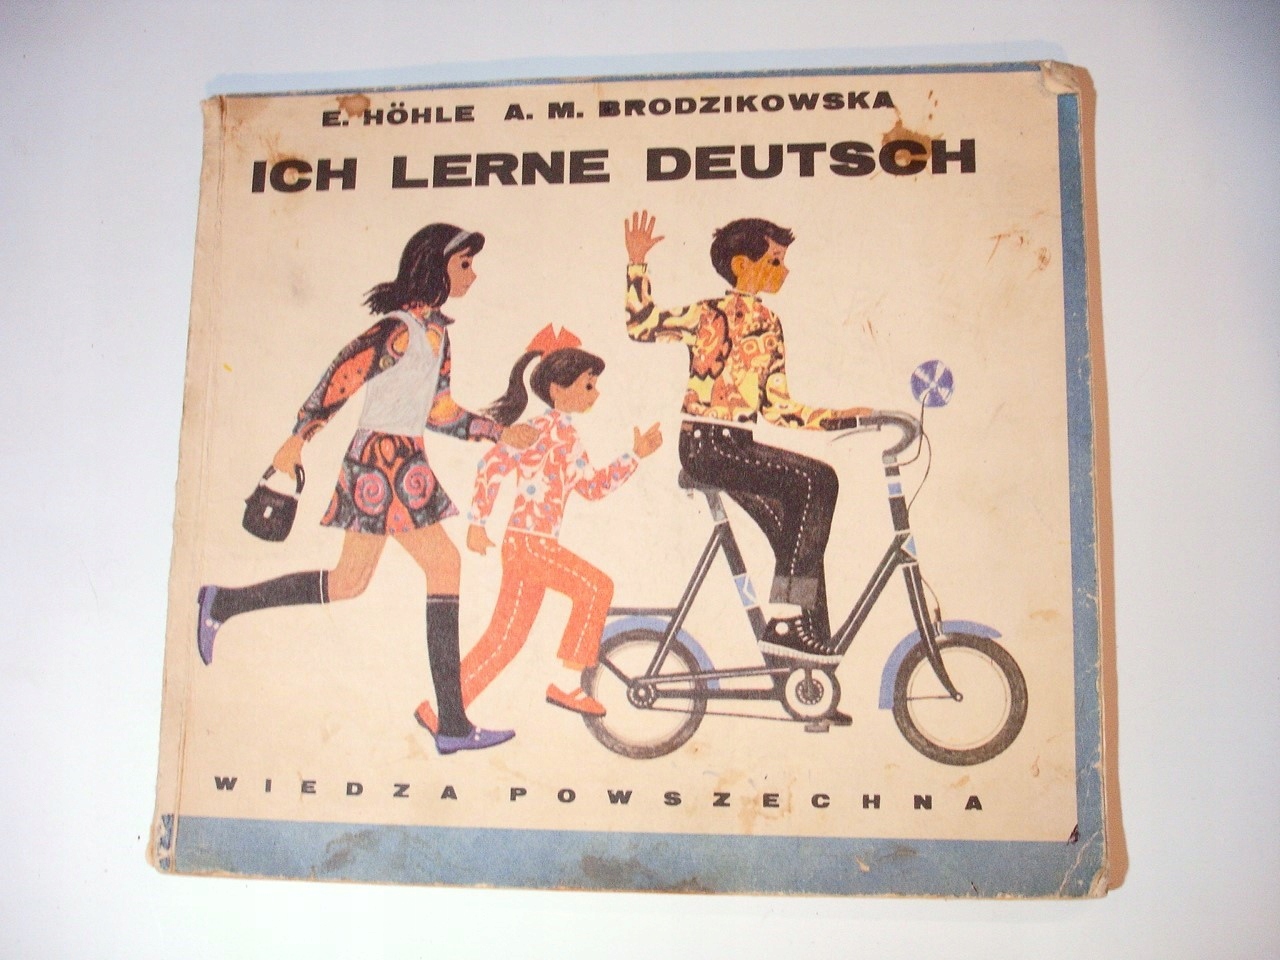 E. HÖHLE A. M. BRODZIKOWSKA
ICH LERNE DEUTSCH
WIEDZA POWSZECHNA